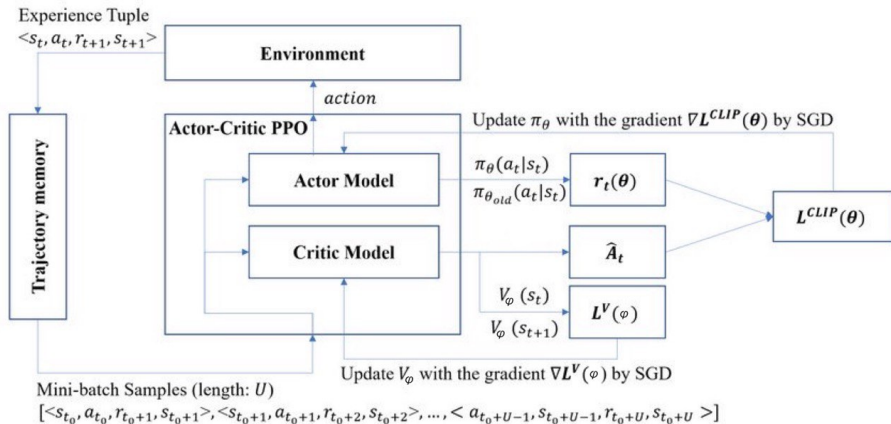 Experience Tuple
<s_t, a_t, r_{t+1}, s_{t+1}>
Environment
action
Update π_θ with the gradient ∇L^{CLIP}(θ) by SGD
Actor-Critic PPO
Trajectory memory
Actor Model
π_θ(a_t|s_t)
π_{θ_{old}}(a_t|s_t)
r_t(θ)
L^{CLIP}(θ)
Critic Model
Â_t
V_φ (s_t)
V_φ (s_{t+1})
L^V(φ)
Update V_φ with the gradient ∇L^V(φ) by SGD
Mini-batch Samples (length: U)
[<s_{t_0}, a_{t_0}, r_{t_0+1}, s_{t_0+1}>, <s_{t_0+1}, a_{t_0+1}, r_{t_0+2}, s_{t_0+2}>, …, < a_{t_0+U-1}, s_{t_0+U-1}, r_{t_0+U}, s_{t_0+U} >]